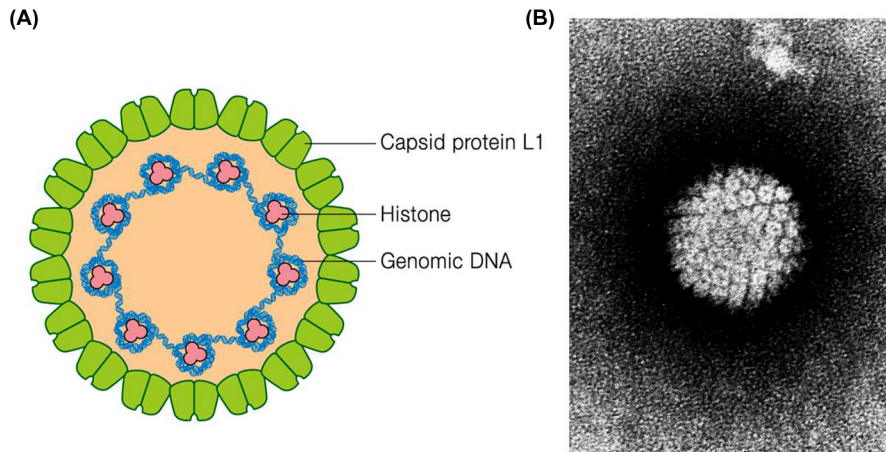 (A)
(B)
Capsid protein L1
Histone
Genomic DNA